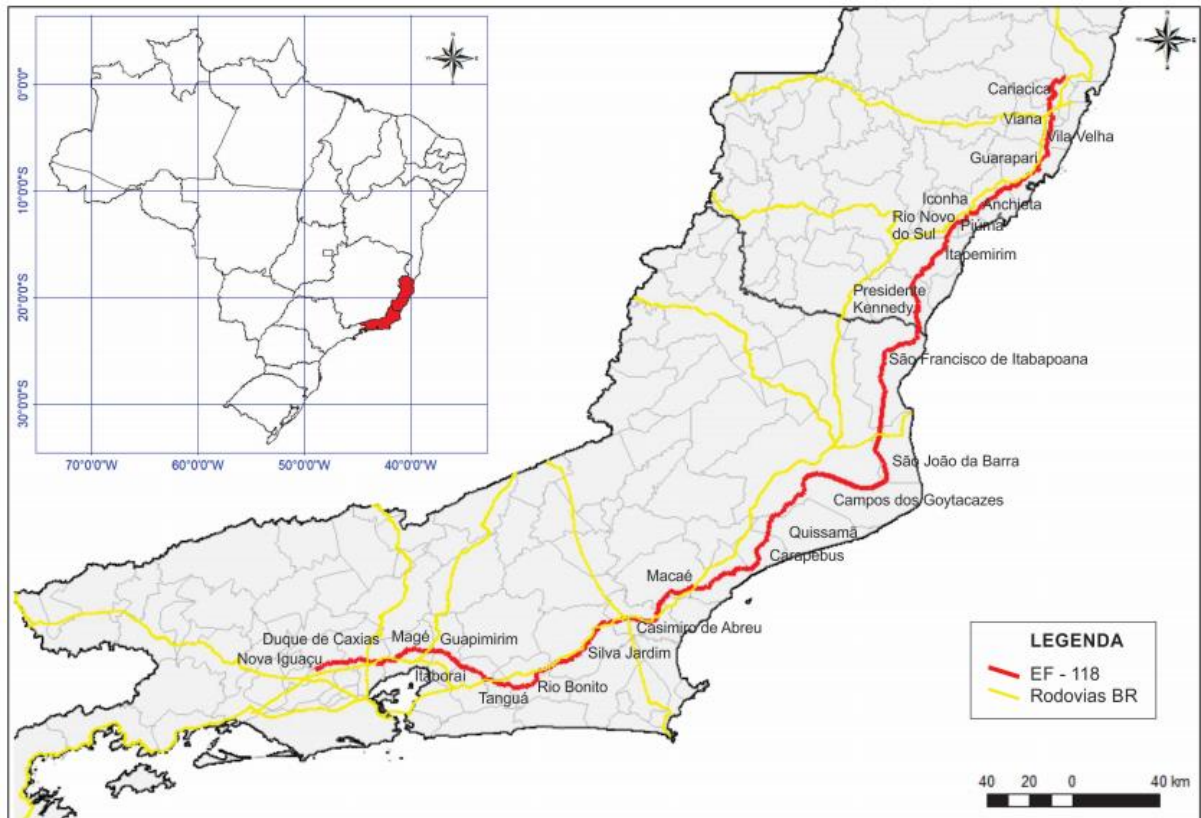 0°0'0"
10°0'0"S
20°0'0"S
30°0'0"S
70°0'0"W
60°0'0"W
50°0'0"W
40°0'0"W
Cariacica
Viana
Vila Velha
Guarapari
Iconha
Anchieta
Rio Novo
do Sul
Piúma
Itapemirim
Presidente
Kennedy
São Francisco de Itabapoana
São João da Barra
Campos dos Goytacazes
Quissamã
Carapebus
Macaé
Casimiro de Abreu
Silva Jardim
Duque de Caxias
Magé
Guapimirim
Nova Iguaçu
Itaboraí
Tanguá
Rio Bonito
LEGENDA
EF - 118
Rodovias BR
40 20 0 40 km